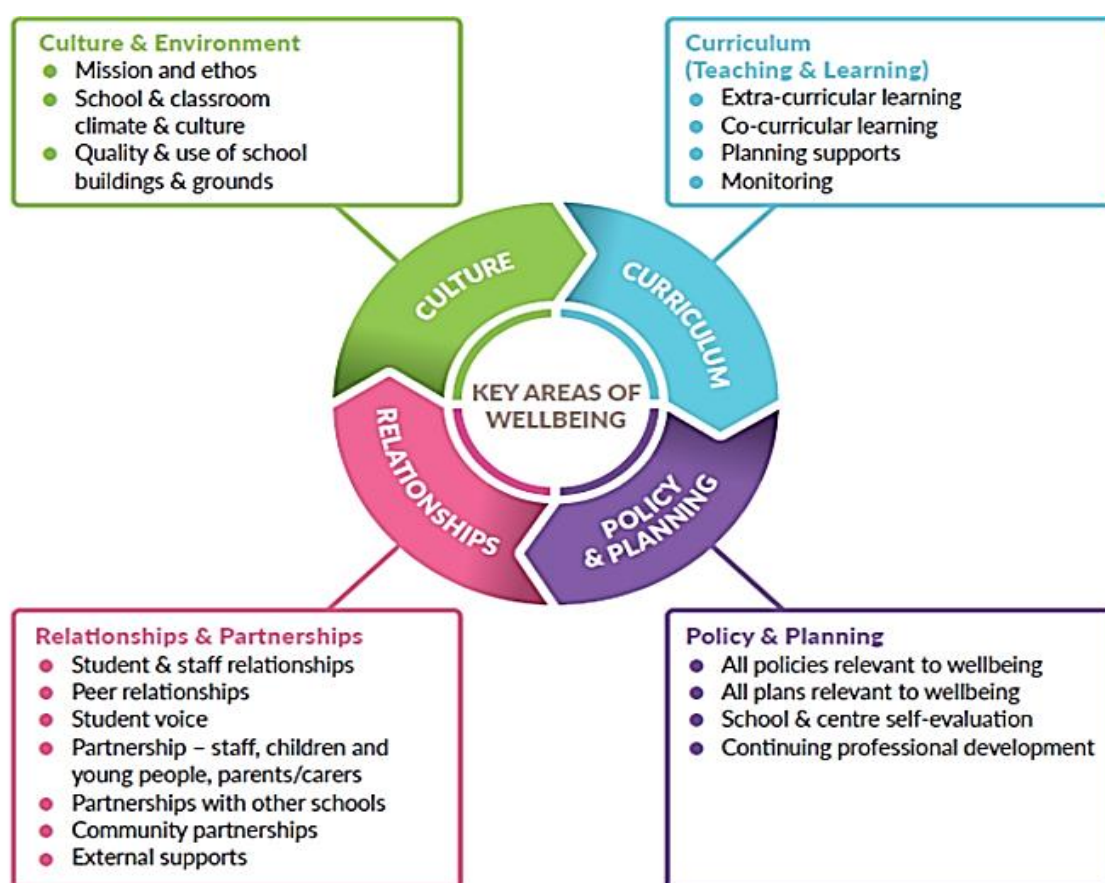 Culture & Environment
Mission and ethos
School & classroom
climate & culture
Quality & use of school
buildings & grounds
Curriculum
(Teaching & Learning)
Extra-curricular learning
Co-curricular learning
Planning supports
Monitoring
CULTURE
CURRICULUM
KEY AREAS OF
WELLBEING
RELATIONSHIPS
POLICY
& PLANNING
Relationships & Partnerships
Student & staff relationships
Peer relationships
Student voice
Partnership – staff, children and
young people, parents/carers
Partnerships with other schools
Community partnerships
External supports
Policy & Planning
All policies relevant to wellbeing
All plans relevant to wellbeing
School & centre self-evaluation
Continuing professional development